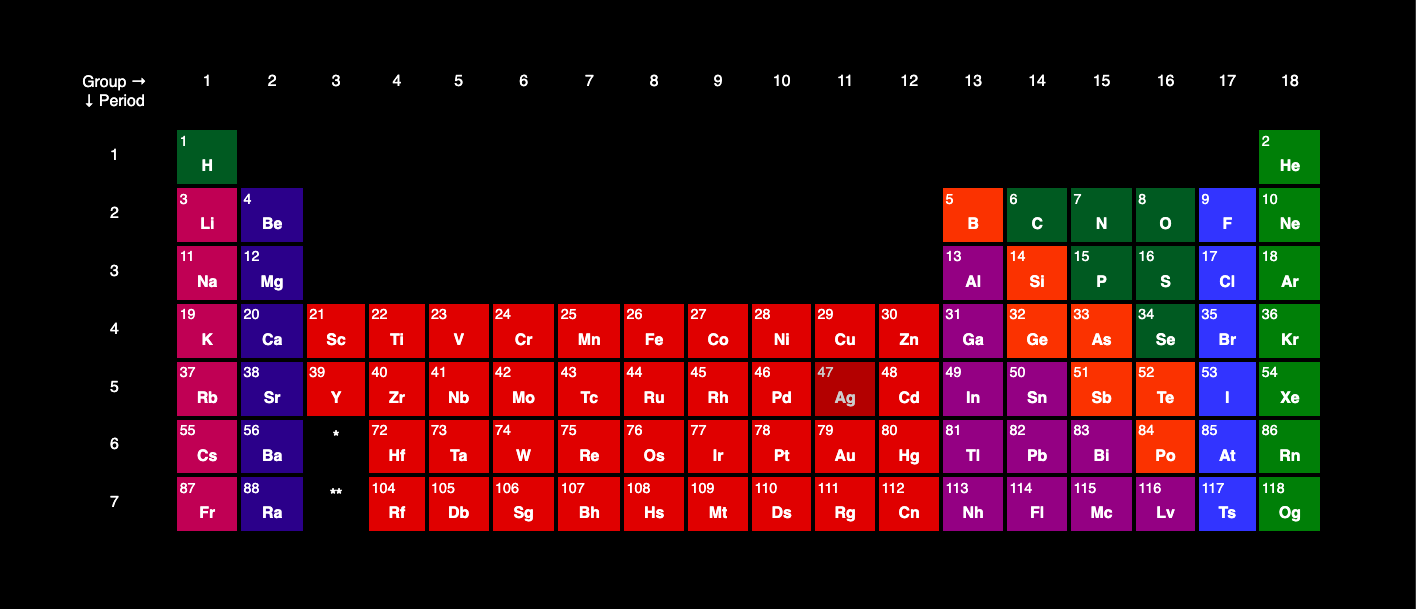 Group → 1 2 3 4 5 6 7 8 9 10 11 12 13 14 15 16 17 18
↓ Period
1 2
1 H He
3 4 5 6 7 8 9 10
2 Li Be B C N O F Ne
11 12 13 14 15 16 17 18
3 Na Mg Al Si P S Cl Ar
19 20 21 22 23 24 25 26 27 28 29 30 31 32 33 34 35 36
4 K Ca Sc Ti V Cr Mn Fe Co Ni Cu Zn Ga Ge As Se Br Kr
37 38 39 40 41 42 43 44 45 46 47 48 49 50 51 52 53 54
5 Rb Sr Y Zr Nb Mo Tc Ru Rh Pd Ag Cd In Sn Sb Te I Xe
55 56 * 72 73 74 75 76 77 78 79 80 81 82 83 84 85 86
6 Cs Ba Hf Ta W Re Os Ir Pt Au Hg Tl Pb Bi Po At Rn
87 88 ** 104 105 106 107 108 109 110 111 112 113 114 115 116 117 118
7 Fr Ra Rf Db Sg Bh Hs Mt Ds Rg Cn Nh Fl Mc Lv Ts Og